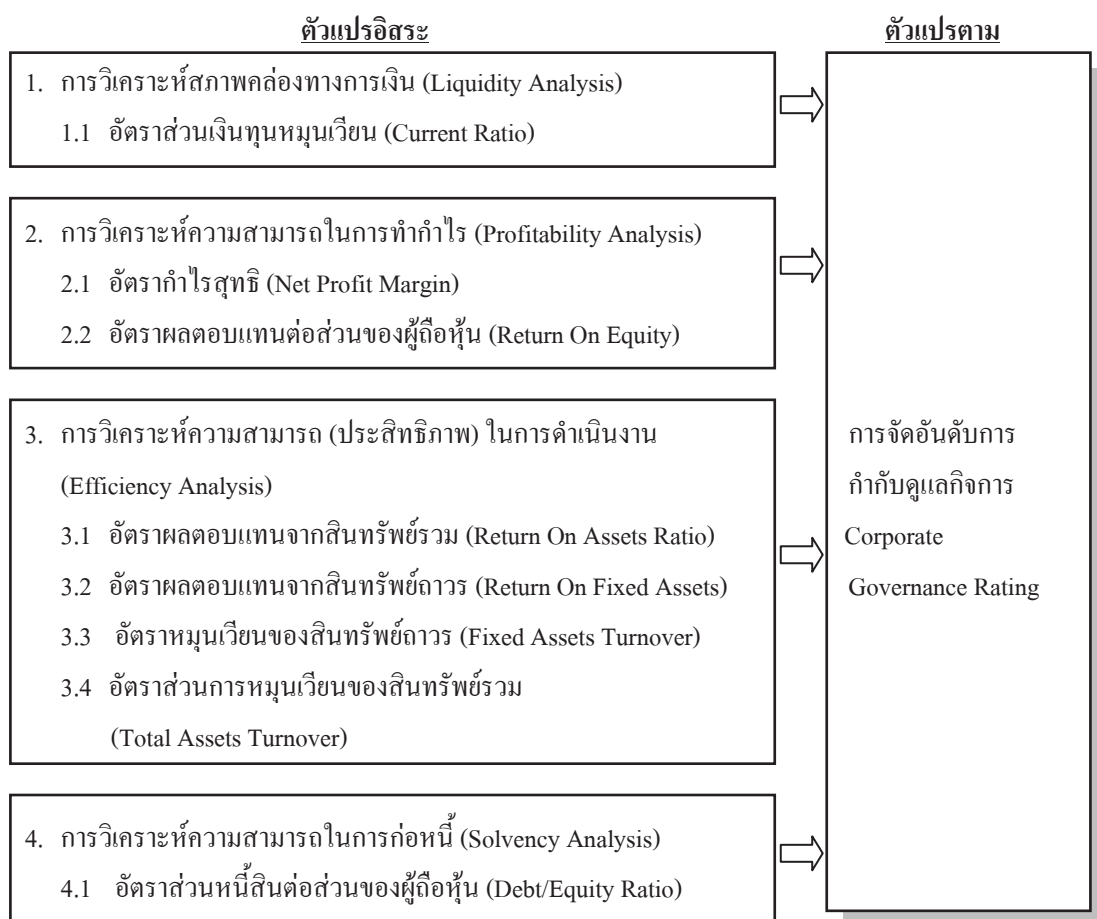 ตัวแปรอิสระ
ตัวแปรตาม
1. การวิเคราะห์สภาพคล่องทางการเงิน (Liquidity Analysis)
1.1 อัตราส่วนเงินทุนหมุนเวียน (Current Ratio)
2. การวิเคราะห์ความสามารถในการทำกำไร (Profitability Analysis)
2.1 อัตรากำไรสุทธิ (Net Profit Margin)
2.2 อัตราผลตอบแทนต่อส่วนของผู้ถือหุ้น (Return On Equity)
3. การวิเคราะห์ความสามารถ (ประสิทธิภาพ) ในการดำเนินงาน
(Efficiency Analysis)
3.1 อัตราผลตอบแทนจากสินทรัพย์รวม (Return On Assets Ratio)
3.2 อัตราผลตอบแทนจากสินทรัพย์ถาวร (Return On Fixed Assets)
3.3 อัตราหมุนเวียนของสินทรัพย์ถาวร (Fixed Assets Turnover)
3.4 อัตราส่วนการหมุนเวียนของสินทรัพย์รวม
(Total Assets Turnover)
4. การวิเคราะห์ความสามารถในการก่อหนี้ (Solvency Analysis)
4.1 อัตราส่วนหนี้สินต่อส่วนของผู้ถือหุ้น (Debt/Equity Ratio)
การจัดอันดับการ
กำกับดูแลกิจการ
Corporate
Governance Rating